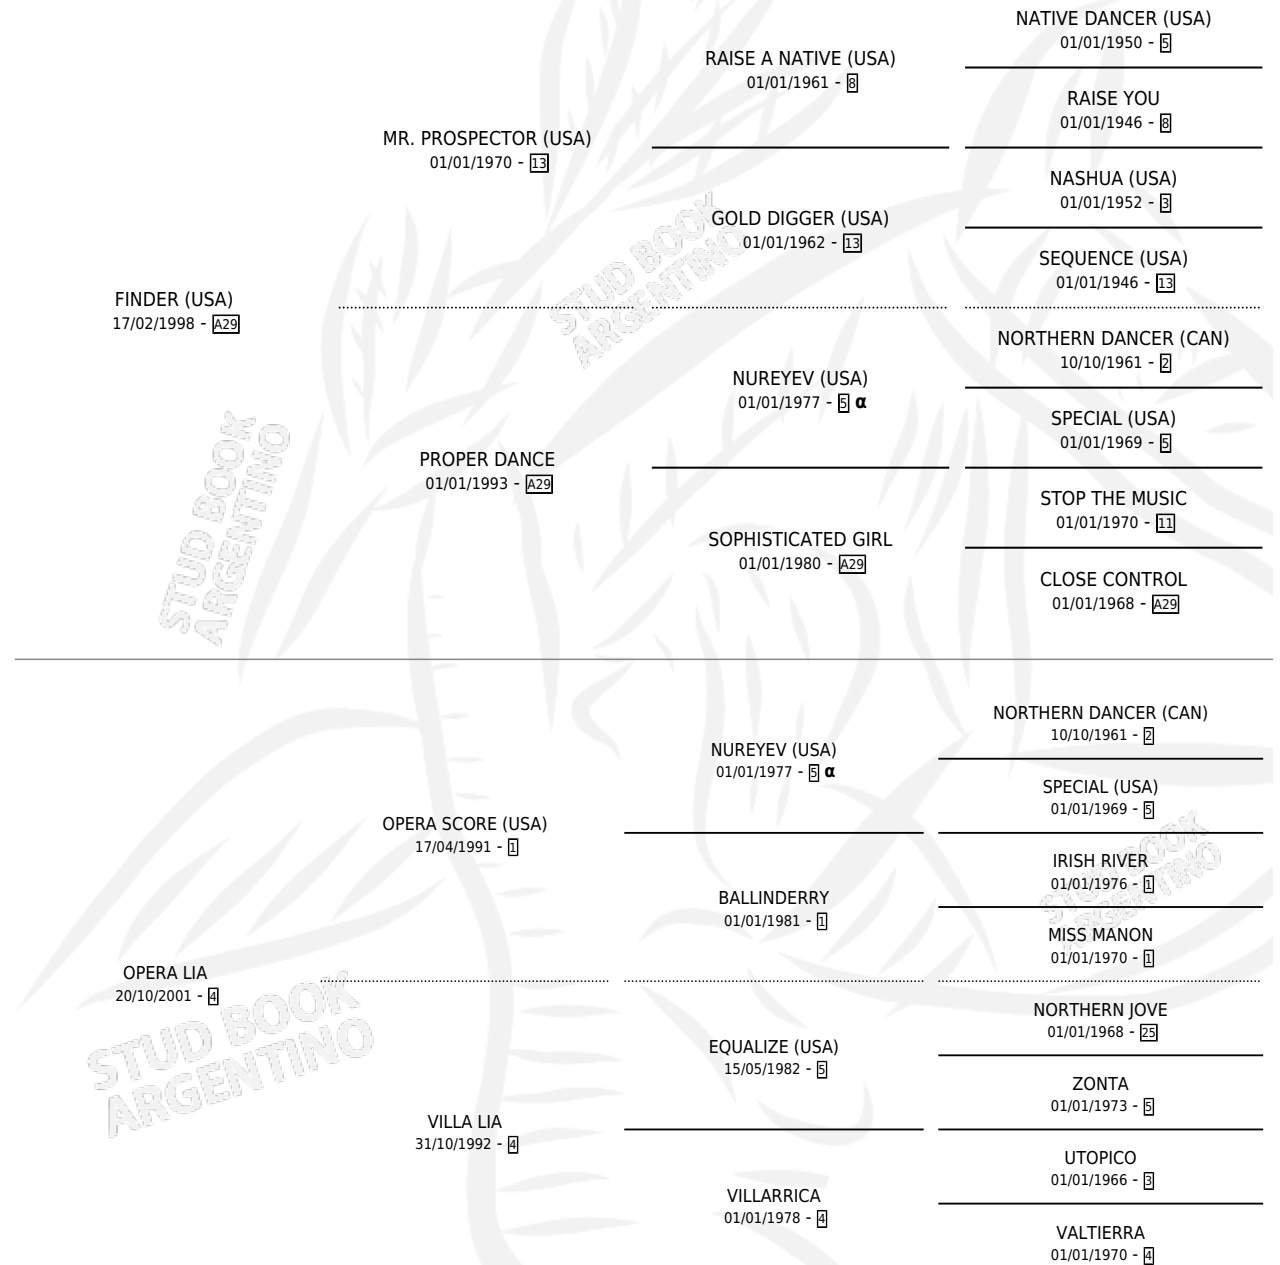 NATIVE DANCER (USA)
01/01/1950 - 5
RAISE A NATIVE (USA)
01/01/1961 - 8
RAISE YOU
01/01/1946 - 8
MR. PROSPECTOR (USA)
01/01/1970 - 13
NASHUA (USA)
01/01/1952 - 3
GOLD DIGGER (USA)
01/01/1962 - 13
SEQUENCE (USA)
01/01/1946 - 13
FINDER (USA)
17/02/1998 - A29
NORTHERN DANCER (CAN)
10/10/1961 - 2
NUREYEV (USA)
01/01/1977 - 5 α
SPECIAL (USA)
01/01/1969 - 5
PROPER DANCE
01/01/1993 - A29
STOP THE MUSIC
01/01/1970 - 11
SOPHISTICATED GIRL
01/01/1980 - A29
CLOSE CONTROL
01/01/1968 - A29
NORTHERN DANCER (CAN)
10/10/1961 - 2
NUREYEV (USA)
01/01/1977 - 5 α
SPECIAL (USA)
01/01/1969 - 5
OPERA SCORE (USA)
17/04/1991 - 1
IRISH RIVER
01/01/1976 - 1
BALLINDERRY
01/01/1981 - 1
MISS MANON
01/01/1970 - 1
OPERA LIA
20/10/2001 - 4
NORTHERN JOVE
01/01/1968 - 25
EQUALIZE (USA)
15/05/1982 - 5
ZONTA
01/01/1973 - 5
VILLA LIA
31/10/1992 - 4
UTOPICO
01/01/1966 - 3
VILLARRICA
01/01/1978 - 4
VALTIERRA
01/01/1970 - 4
STUD BOOK
ARGENTINO
STUD BOOK
ARGENTINO
STUD BOOK
ARGENTINO
STUD BOOK
ARGENTINO